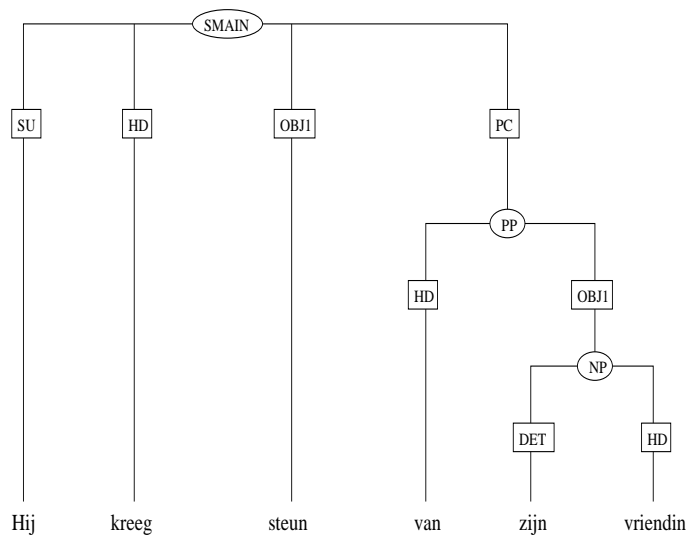 SMAIN
SU HD OBJ1 PC
PP
HD OBJ1
NP
DET HD
Hij kreeg steun van zijn vriendin